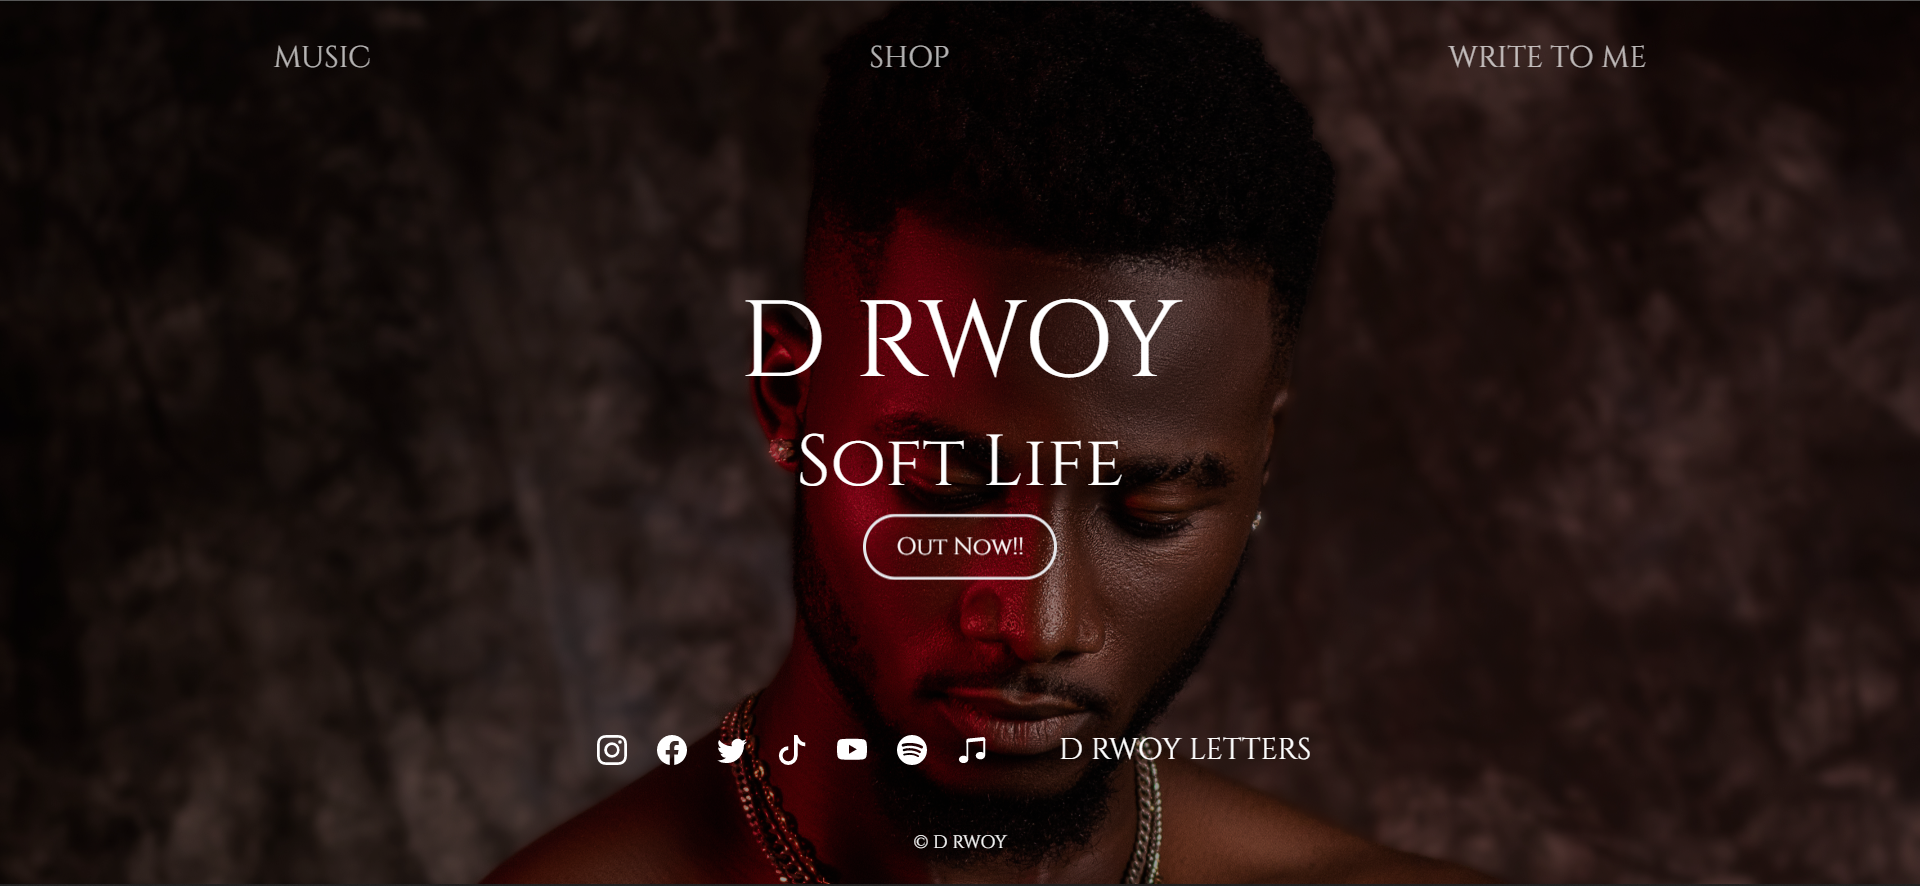 MUSIC SHOP WRITE TO ME
D RWOY
Soft Life
Out Now!!
D RWOY LETTERS
© D RWOY